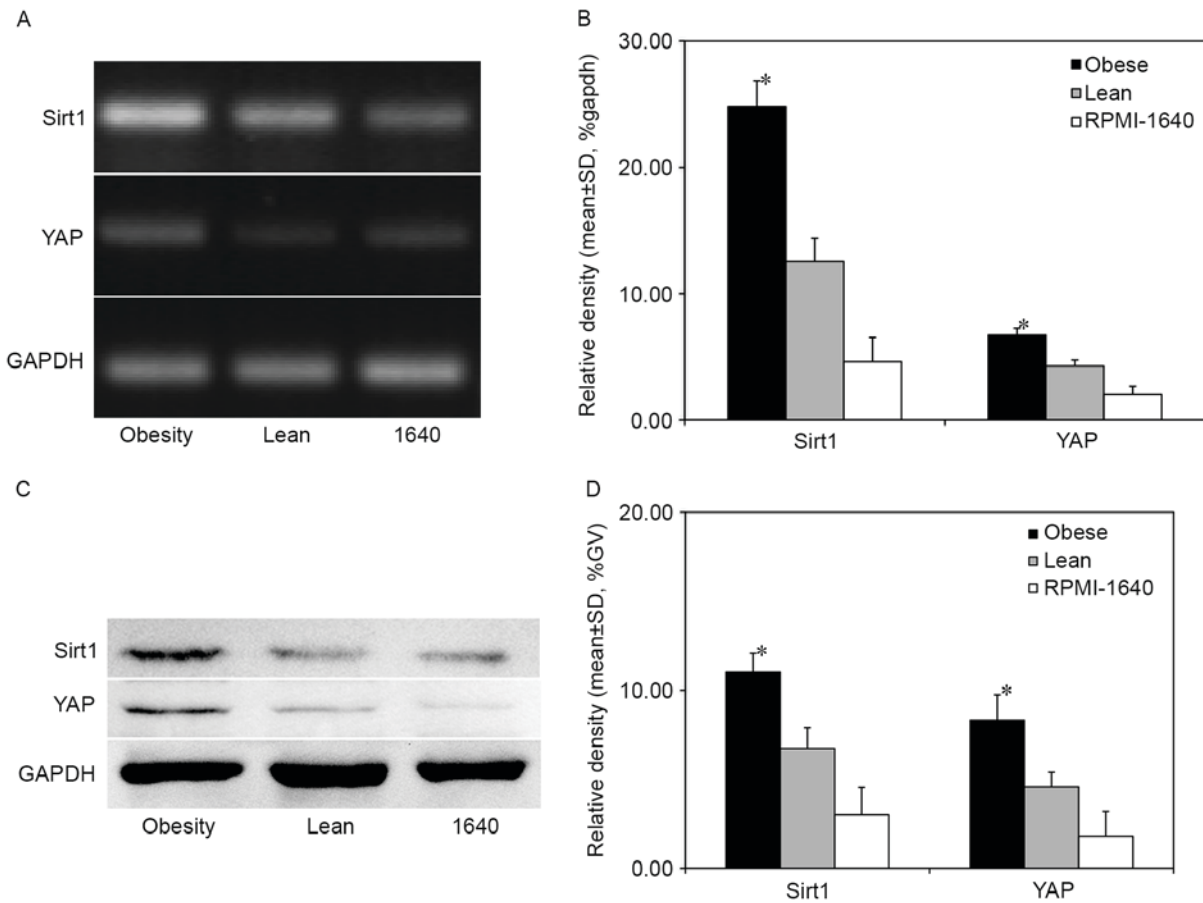 A
Sirt1
YAP
GAPDH
Obesity Lean 1640
B
Relative density (mean±SD, %gapdh)
30.00
20.00
10.00
0.00
* *
Obese
Lean
RPMI-1640
Sirt1 YAP
C
Sirt1
YAP
GAPDH
Obesity Lean 1640
D
Relative density (mean±SD, %GV)
20.00
10.00
0.00
* *
Obese
Lean
RPMI-1640
Sirt1 YAP